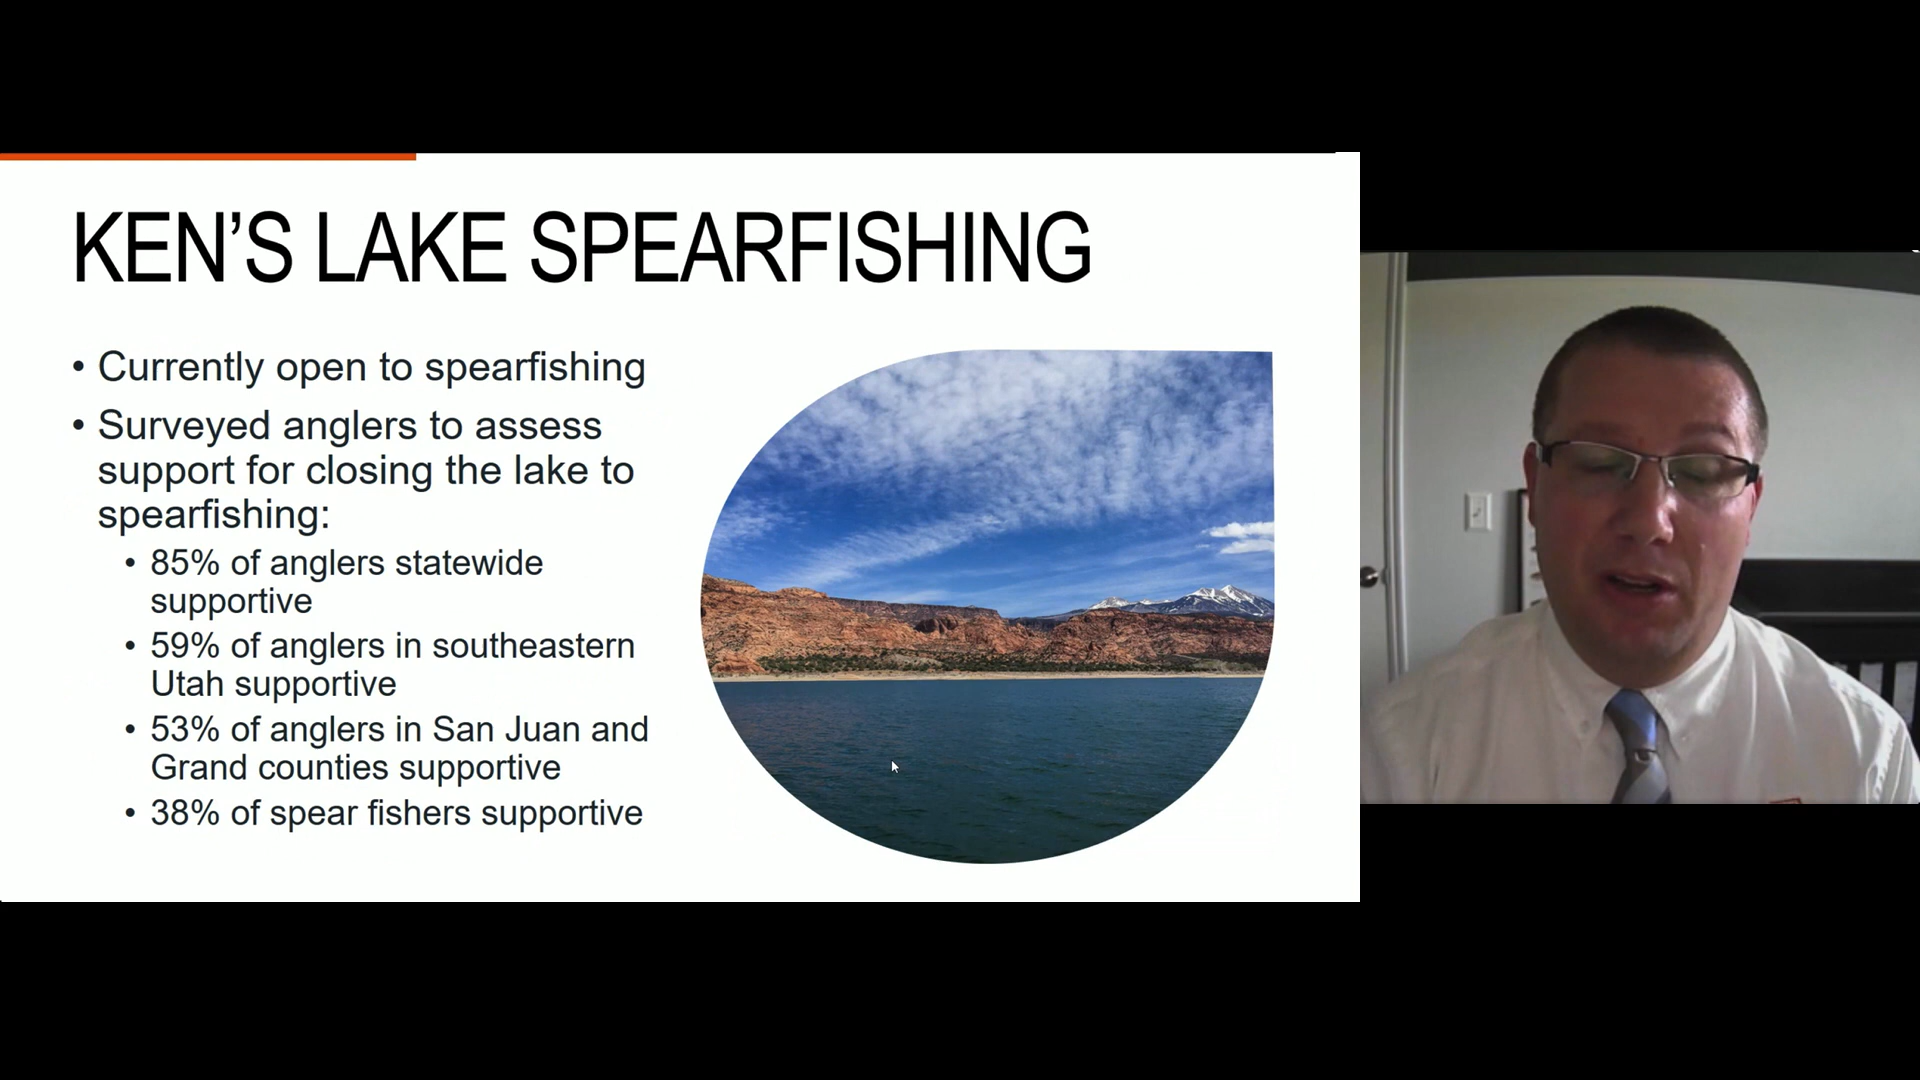 KEN’S LAKE SPEARFISHING
• Currently open to spearfishing
• Surveyed anglers to assess
support for closing the lake to
spearfishing:
• 85% of anglers statewide
supportive
• 59% of anglers in southeastern
Utah supportive
• 53% of anglers in San Juan and
Grand counties supportive
• 38% of spear fishers supportive